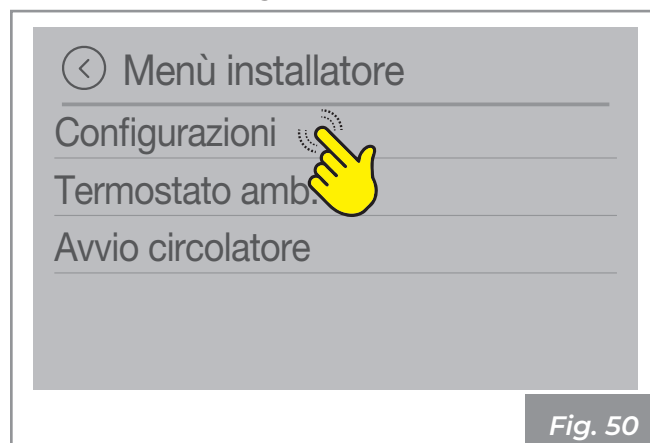 Menù installatore
Configurazioni
Termostato amb.
Avvio circolatore
Fig. 50